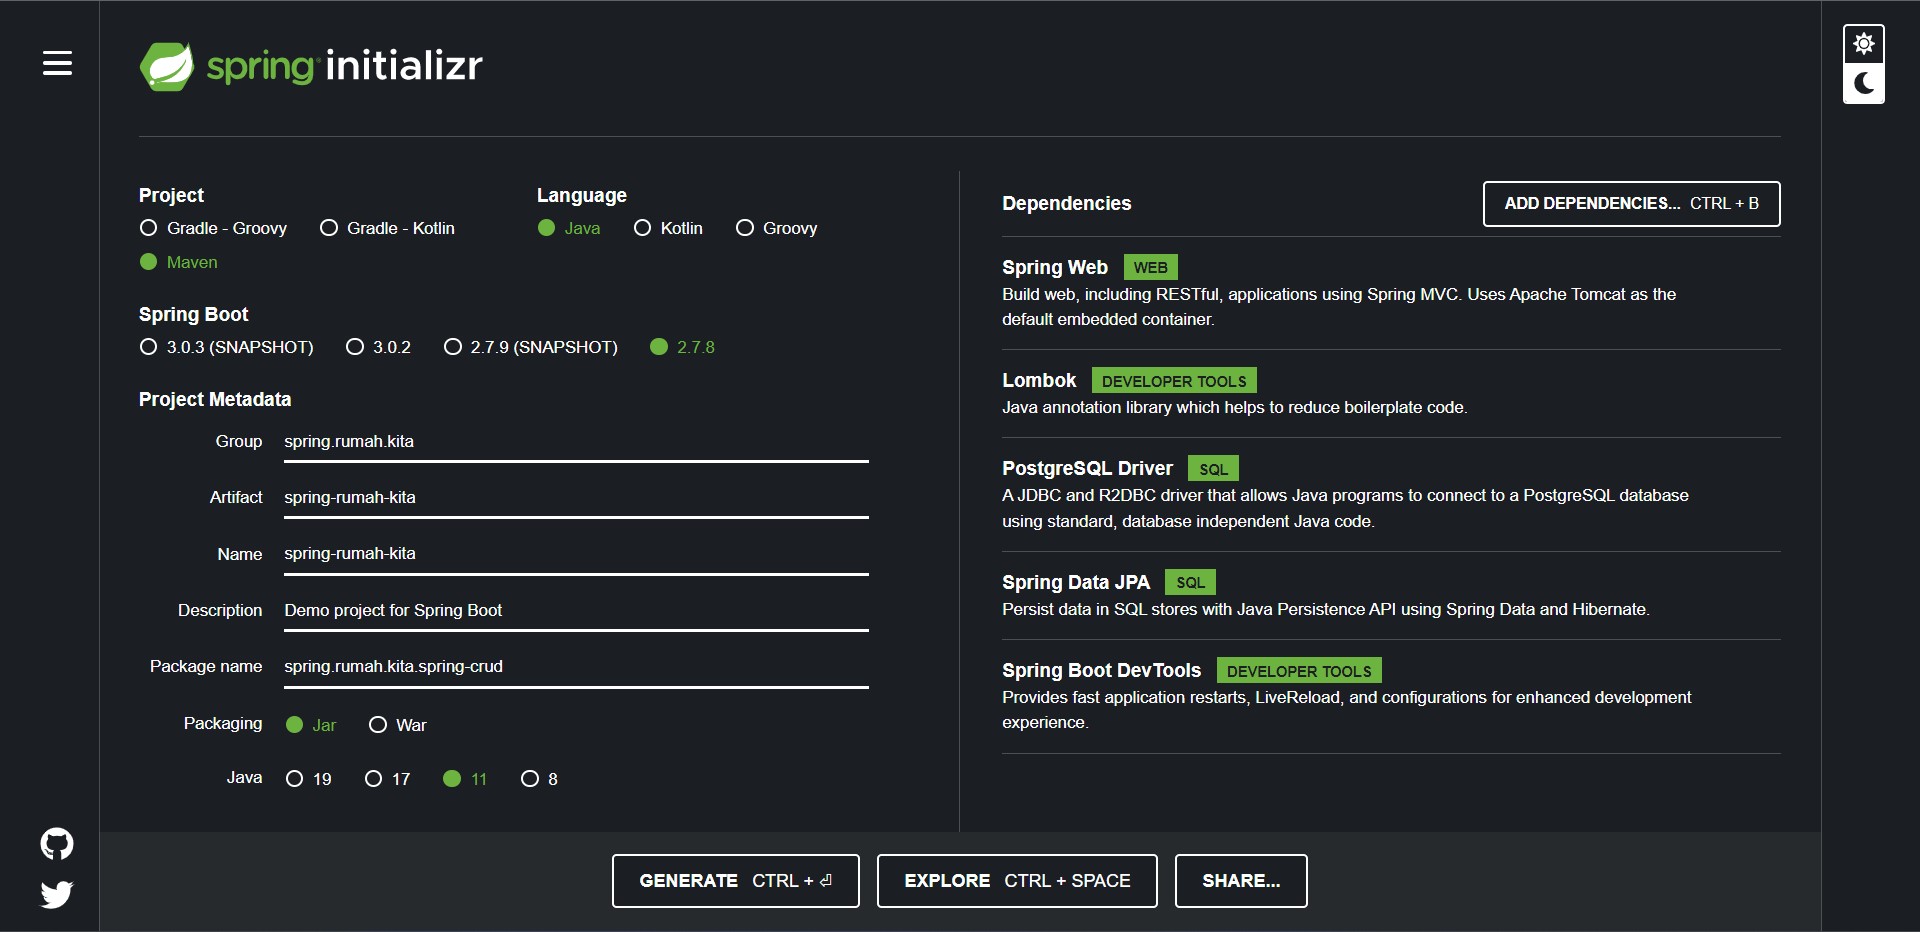 spring initializr
Project
Gradle - Groovy Gradle - Kotlin
Maven
Language
Java Kotlin Groovy
Spring Boot
3.0.3 (SNAPSHOT) 3.0.2 2.7.9 (SNAPSHOT) 2.7.8
Project Metadata
Group spring.rumah.kita
Artifact spring-rumah-kita
Name spring-rumah-kita
Description Demo project for Spring Boot
Package name spring.rumah.kita.spring-crud
Packaging Jar War
Java 19 17 11 8
Dependencies ADD DEPENDENCIES... CTRL + B
Spring Web WEB
Build web, including RESTful, applications using Spring MVC. Uses Apache Tomcat as the
default embedded container.
Lombok DEVELOPER TOOLS
Java annotation library which helps to reduce boilerplate code.
PostgreSQL Driver SQL
A JDBC and R2DBC driver that allows Java programs to connect to a PostgreSQL database
using standard, database independent Java code.
Spring Data JPA SQL
Persist data in SQL stores with Java Persistence API using Spring Data and Hibernate.
Spring Boot DevTools DEVELOPER TOOLS
Provides fast application restarts, LiveReload, and configurations for enhanced development
experience.
GENERATE CTRL + ⏎ EXPLORE CTRL + SPACE SHARE...